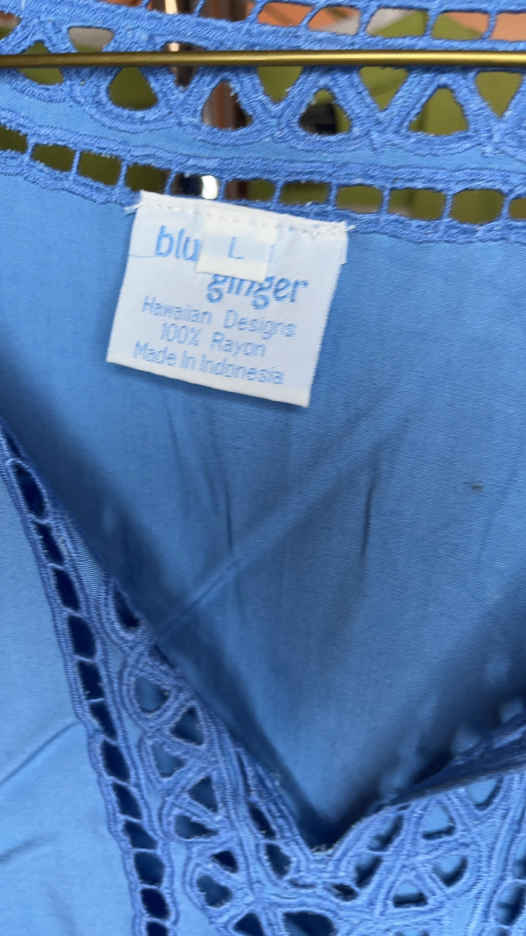 blu L
ginger
Hawaiian Designs
100% Rayon
Made In Indonesia